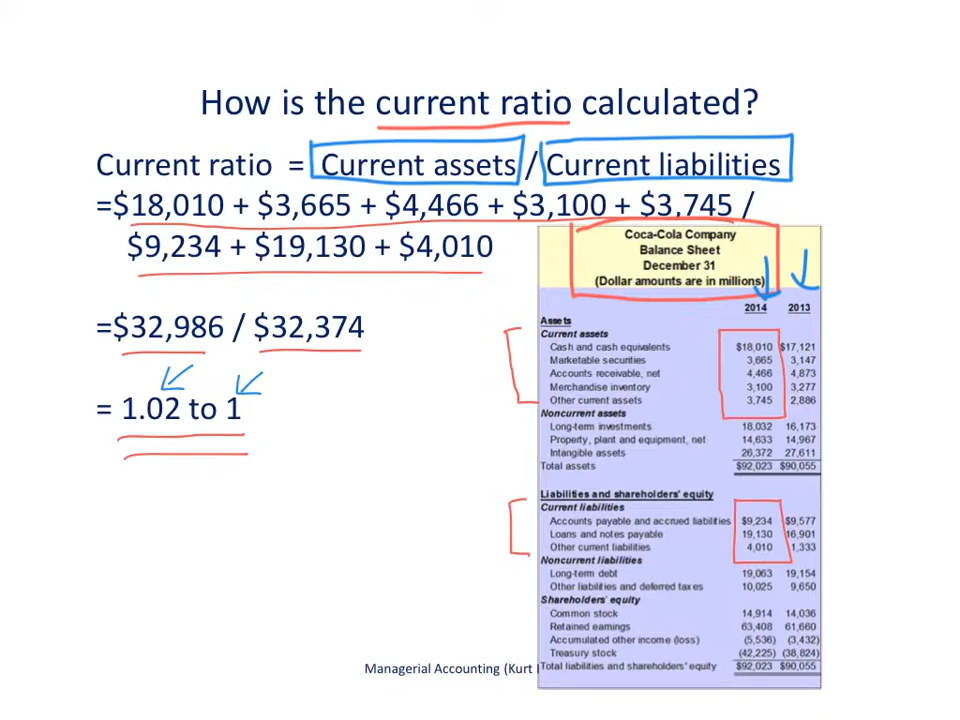 How is the current ratio calculated?
Current ratio = Current assets / Current liabilities
=$18,010 + $3,665 + $4,466 + $3,100 + $3,745 /
$9,234 + $19,130 + $4,010
=$32,986 / $32,374
= 1.02 to 1
Coca-Cola Company
Balance Sheet
December 31
(Dollar amounts are in millions)
2014 2013
Assets
Current assets
Cash and cash equivalents $18,010 $17,121
Marketable securities 3,665 3,147
Accounts receivable, net 4,466 4,873
Merchandise inventory 3,100 3,277
Other current assets 3,745 2,886
Noncurrent assets
Long-term investments 18,032 16,173
Property, plant and equipment, net 14,633 14,967
Intangible assets 26,372 27,611
Total assets $92,023 $90,055
Liabilities and shareholders' equity
Current liabilities
Accounts payable and accrued liabilities $9,234 $9,577
Loans and notes payable 19,130 16,901
Other current liabilities 4,010 1,333
Noncurrent liabilities
Long-term debt 19,063 19,154
Other liabilities and deferred taxes 10,025 9,650
Shareholders' equity
Common stock 14,914 14,036
Retained earnings 63,408 61,660
Accumulated other income (loss) (5,536) (3,432)
Treasury stock (42,225) (38,824)
Total liabilities and shareholders' equity $92,023 $90,055
Managerial Accounting (Kurt